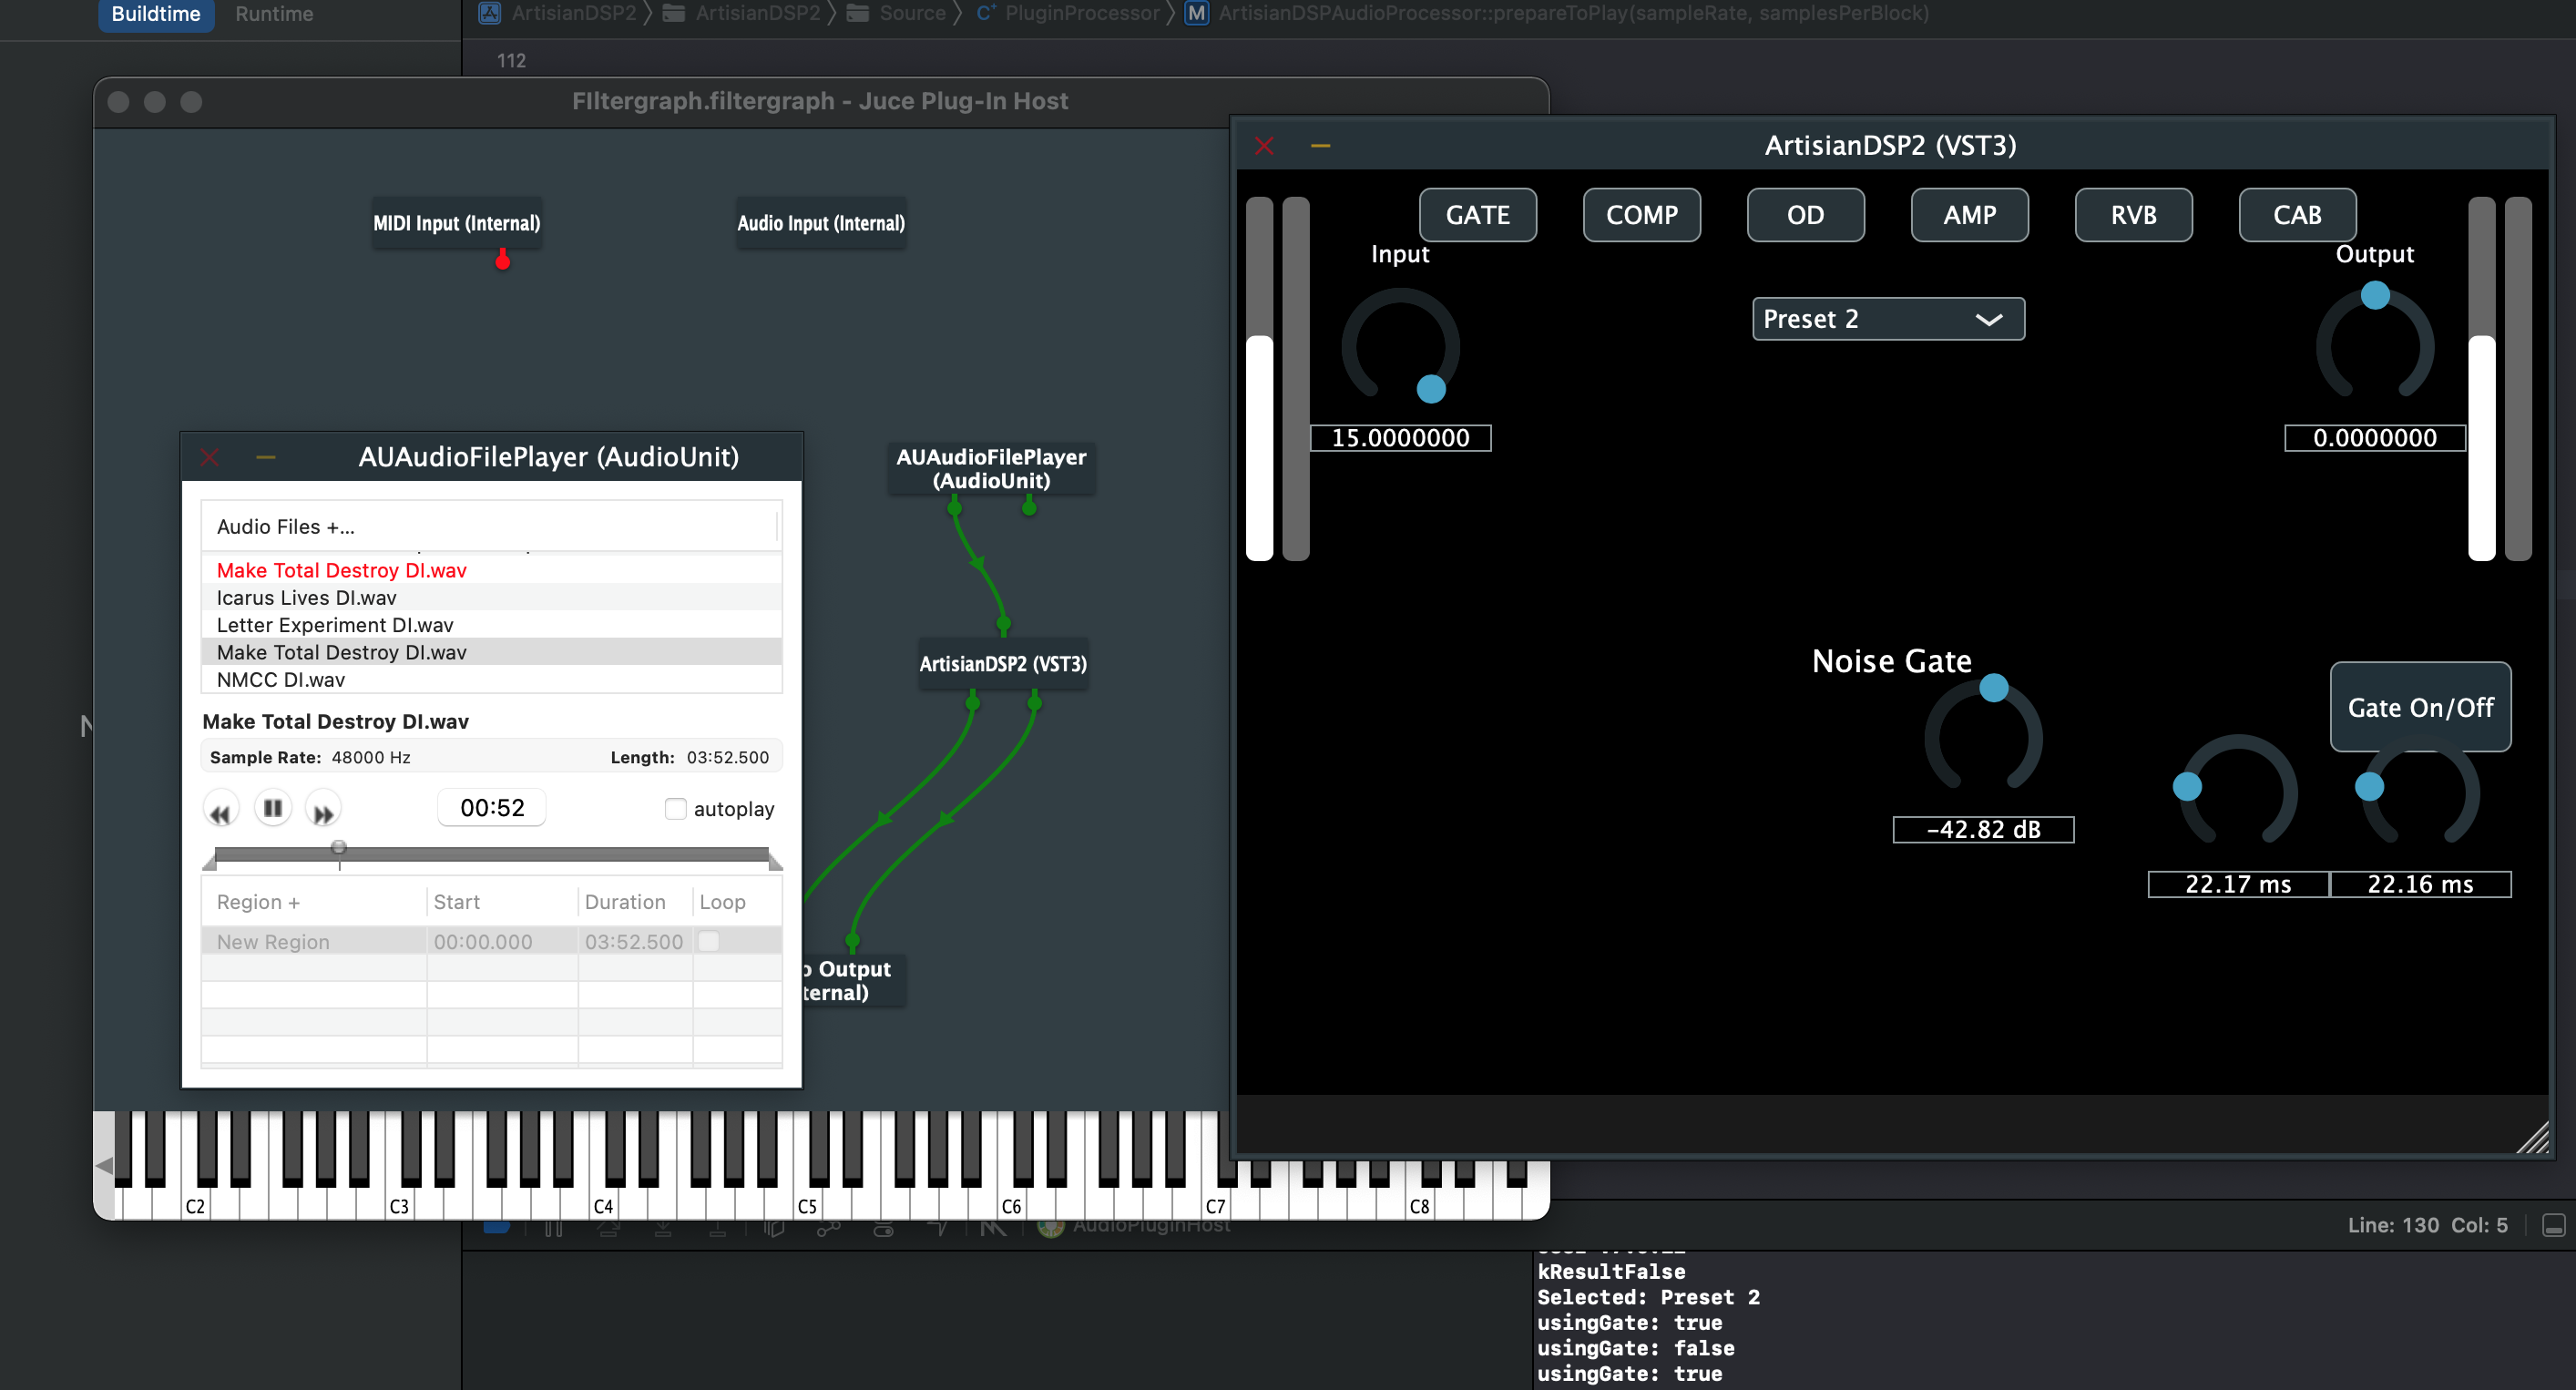 Buildtime Runtime
ArtisianDSP2 ArtisianDSP2 Source PluginProcessor M ArtisianDSPAudioProcessor::prepareToPlay(sampleRate, samplesPerBlock)
112
FIltergraph.filtergraph - Juce Plug-In Host
MIDI Input (Internal)
Audio Input (Internal)
AUAudioFilePlayer (AudioUnit)
Audio Files +...
Make Total Destroy DI.wav
Icarus Lives DI.wav
Letter Experiment DI.wav
Make Total Destroy DI.wav
NMCC DI.wav
Make Total Destroy DI.wav
Sample Rate: 48000 Hz Length: 03:52.500
00:52 autoplay
Region + Start Duration Loop
New Region 00:00.000 03:52.500
AUAudioFilePlayer
(AudioUnit)
ArtisianDSP2 (VST3)
o Output
ternal)
C2 C3 C4 C5 C6 C7 C8
ArtisianDSP2 (VST3)
GATE COMP OD AMP RVB CAB
Input Output
Preset 2
15.0000000 0.0000000
Noise Gate
Gate On/Off
-42.82 dB
22.17 ms 22.16 ms
AudioPluginHost
Line: 130 Col: 5
kResultFalse
Selected: Preset 2
usingGate: true
usingGate: false
usingGate: true